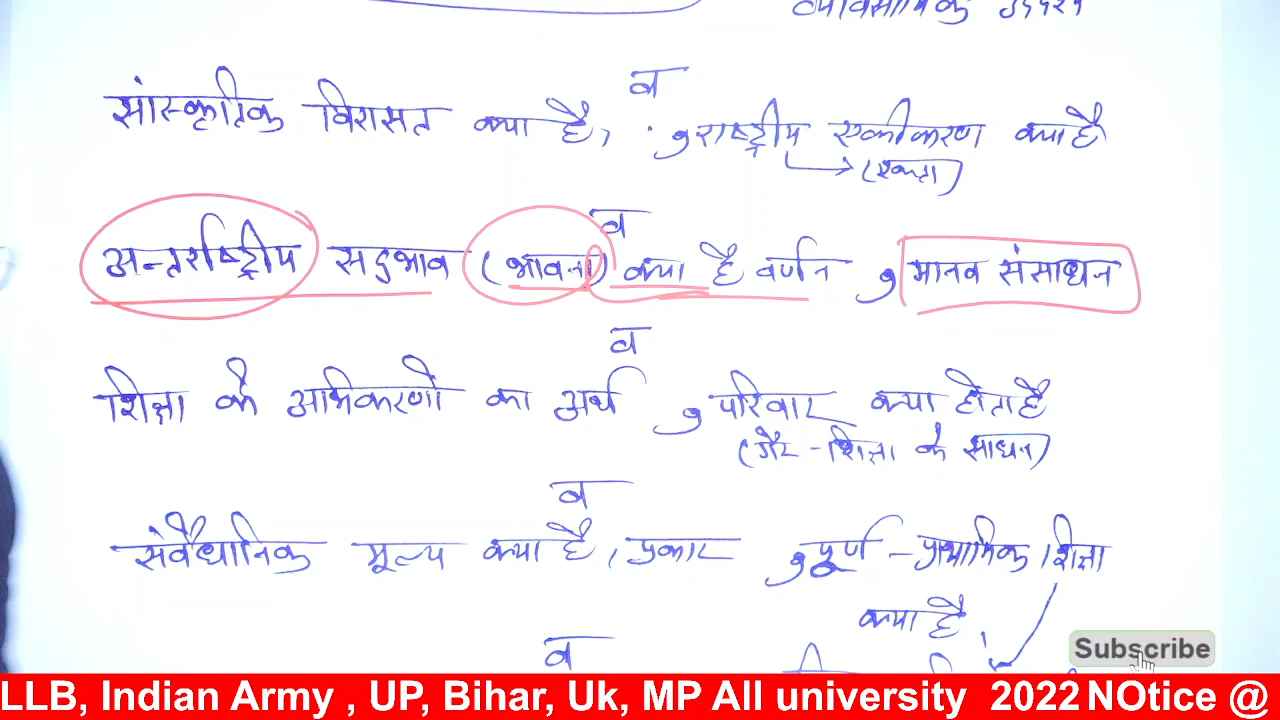 व्यावसायिक
व
सांस्कृतिक विरासत क्या है, , राष्ट्रीय एकीकरण क्या है
(एकता)
व
अन्तर्राष्ट्रीय सदुभाव (भावना) क्या है वर्णन , मानव संसाधन
व
शिक्षा के अभिकरणो का अर्थ , परिवार क्या होता है
(गैर - शिक्षा के साधन)
व
संवैधानिक मूल्य क्या है, प्रकार , पूर्ण - प्राथमिक शिक्षा
क्या है
व
Subscribe
LLB, Indian Army , UP, Bihar, Uk, MP All university 2022 NOtice @